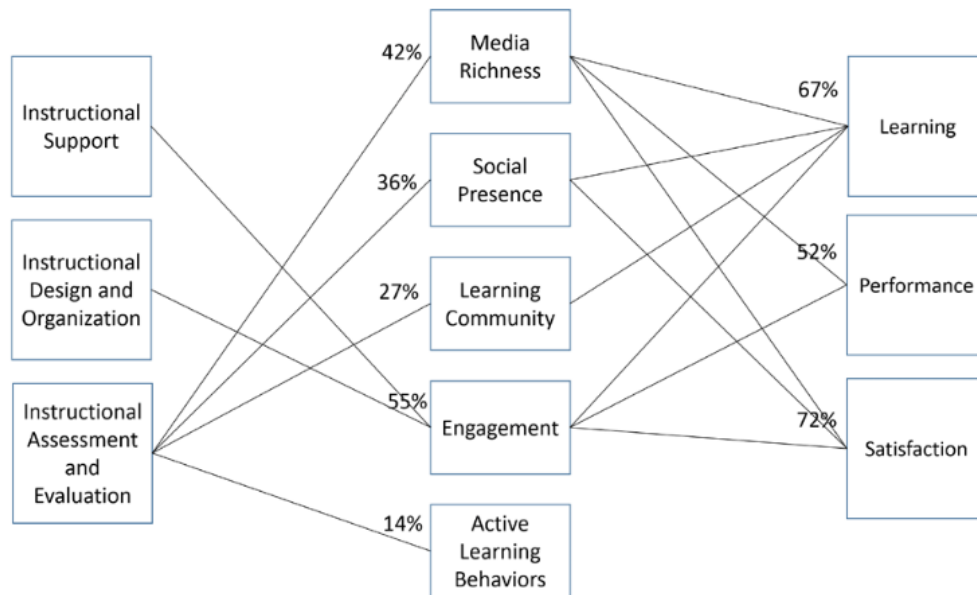 Instructional
Support
Instructional
Design and
Organization
Instructional
Assessment
and
Evaluation
42%
Media
Richness
36%
Social
Presence
27%
Learning
Community
55%
Engagement
14%
Active
Learning
Behaviors
67%
Learning
52%
Performance
72%
Satisfaction